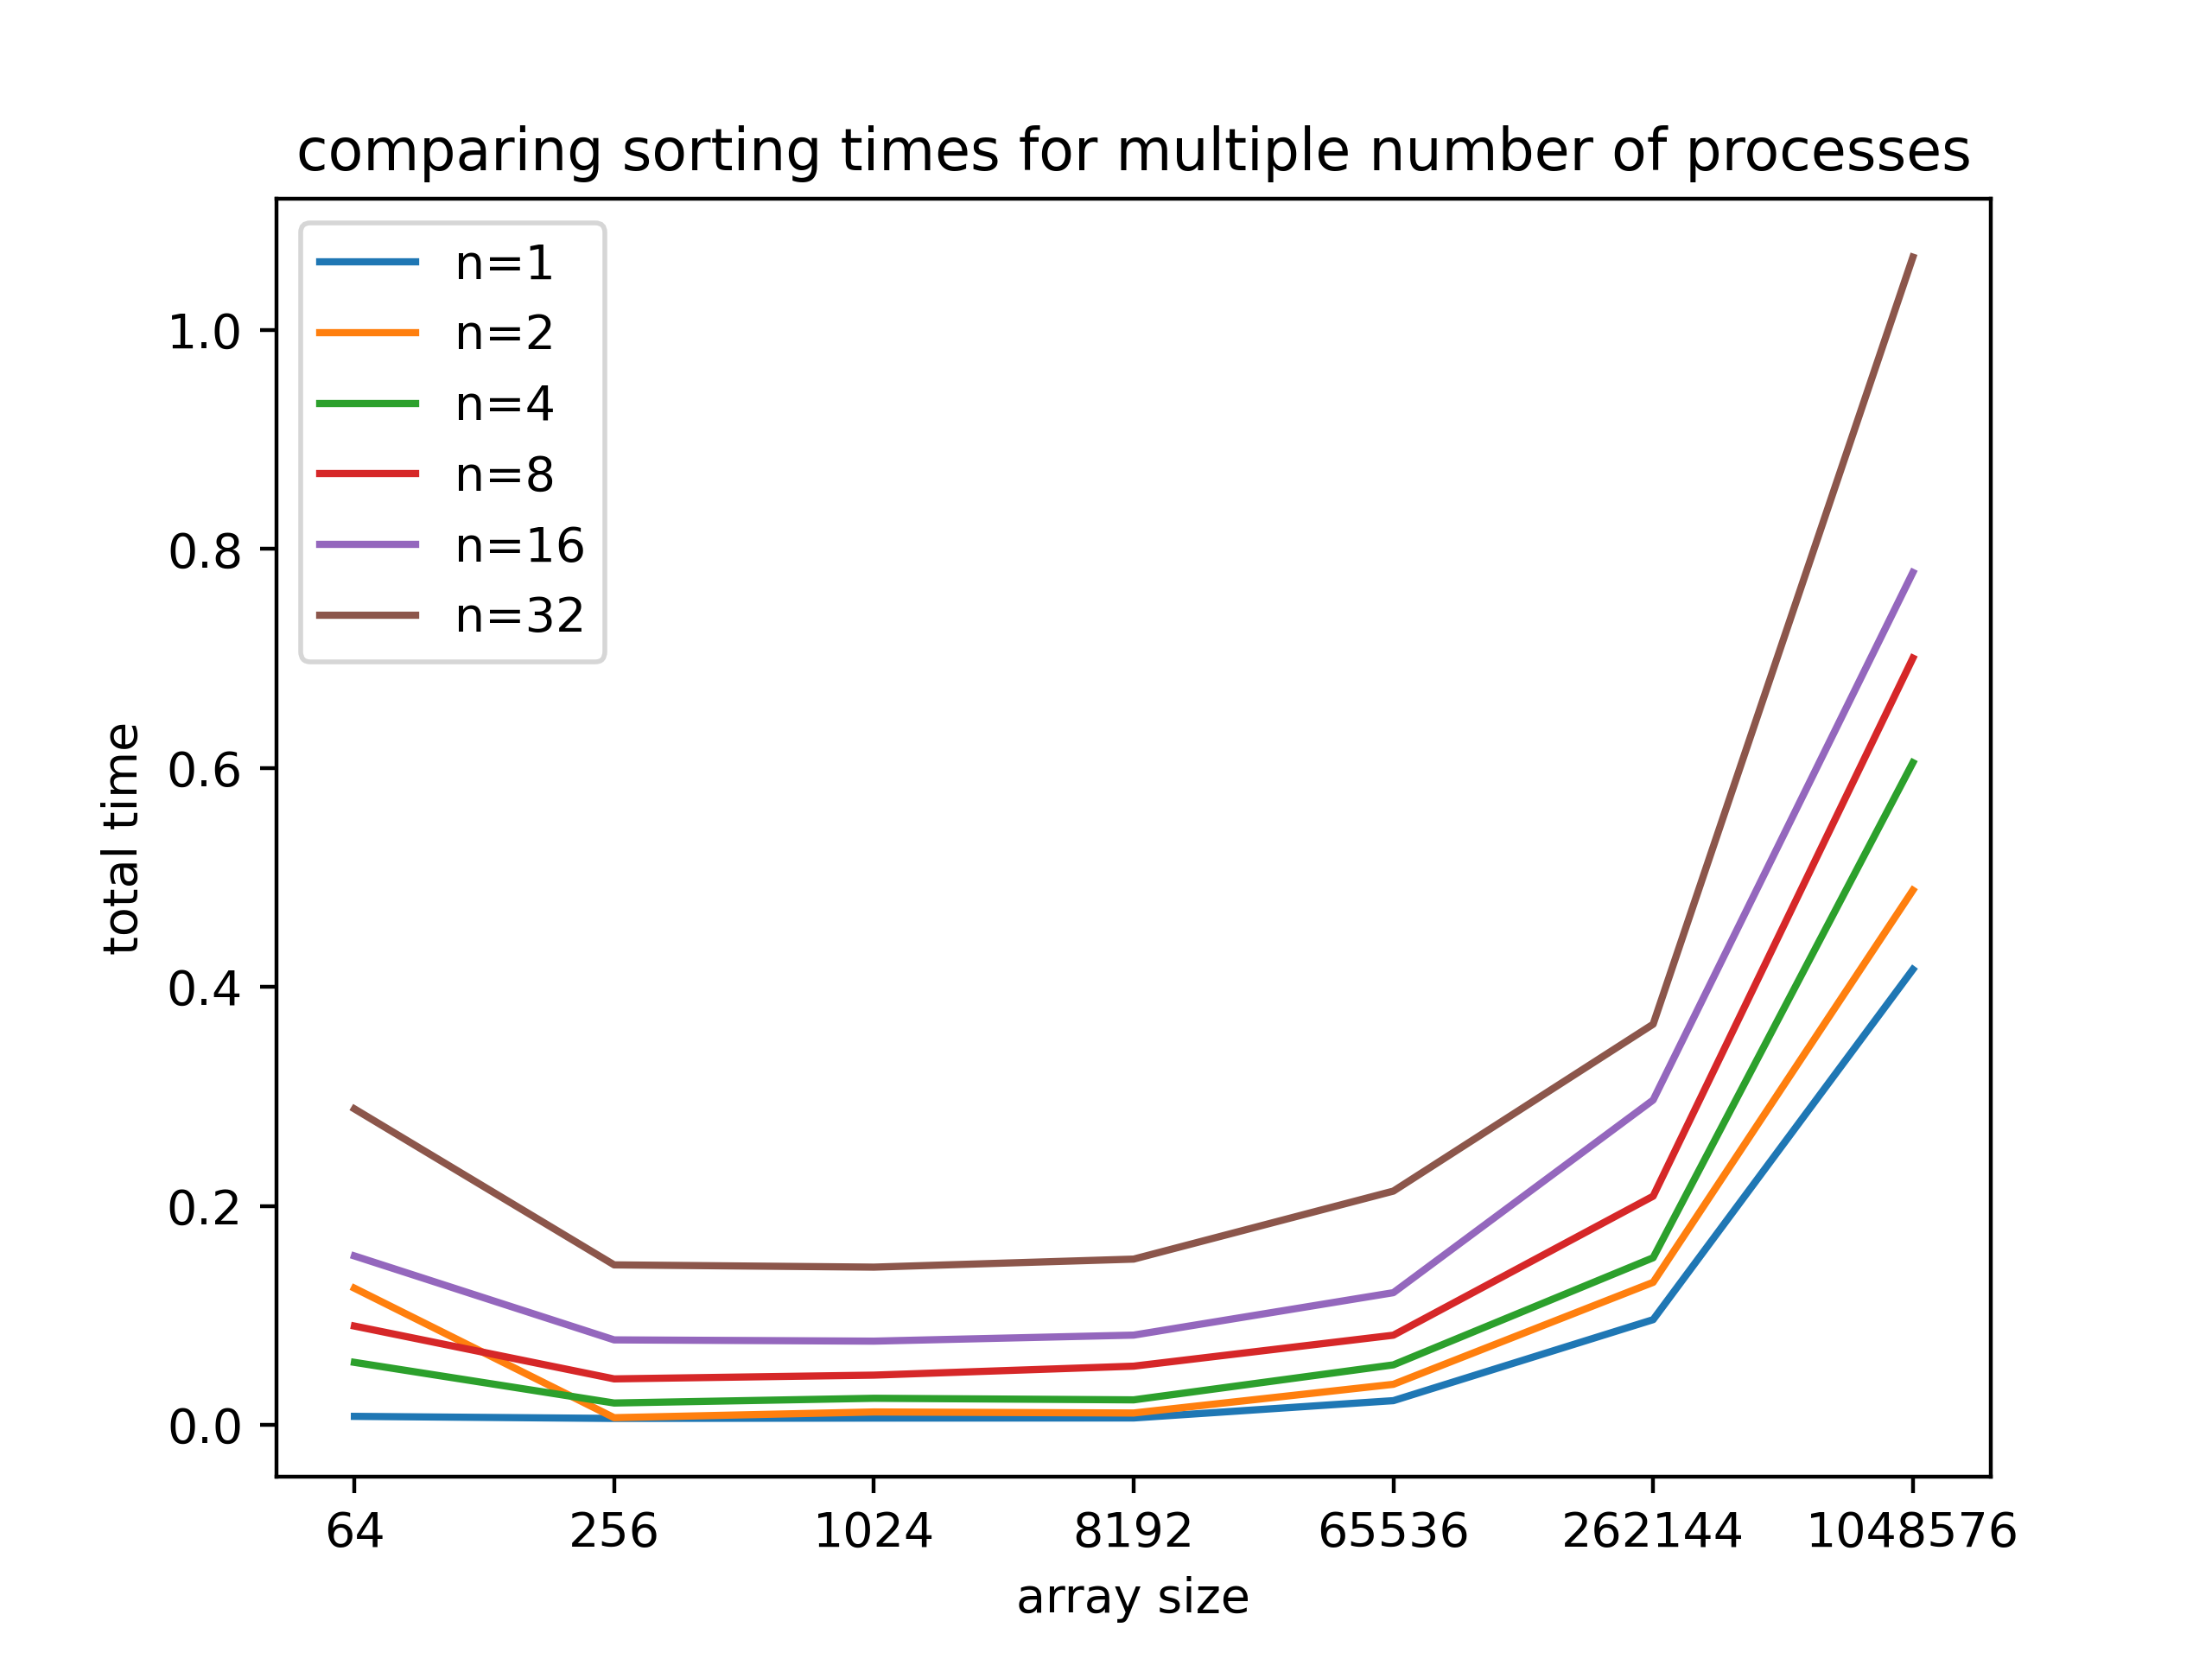 comparing sorting times for multiple number of processes
n=1
n=2
n=4
n=8
n=16
n=32
1.0
0.8
0.6
0.4
0.2
0.0
total time
64 256 1024 8192 65536 262144 1048576
array size